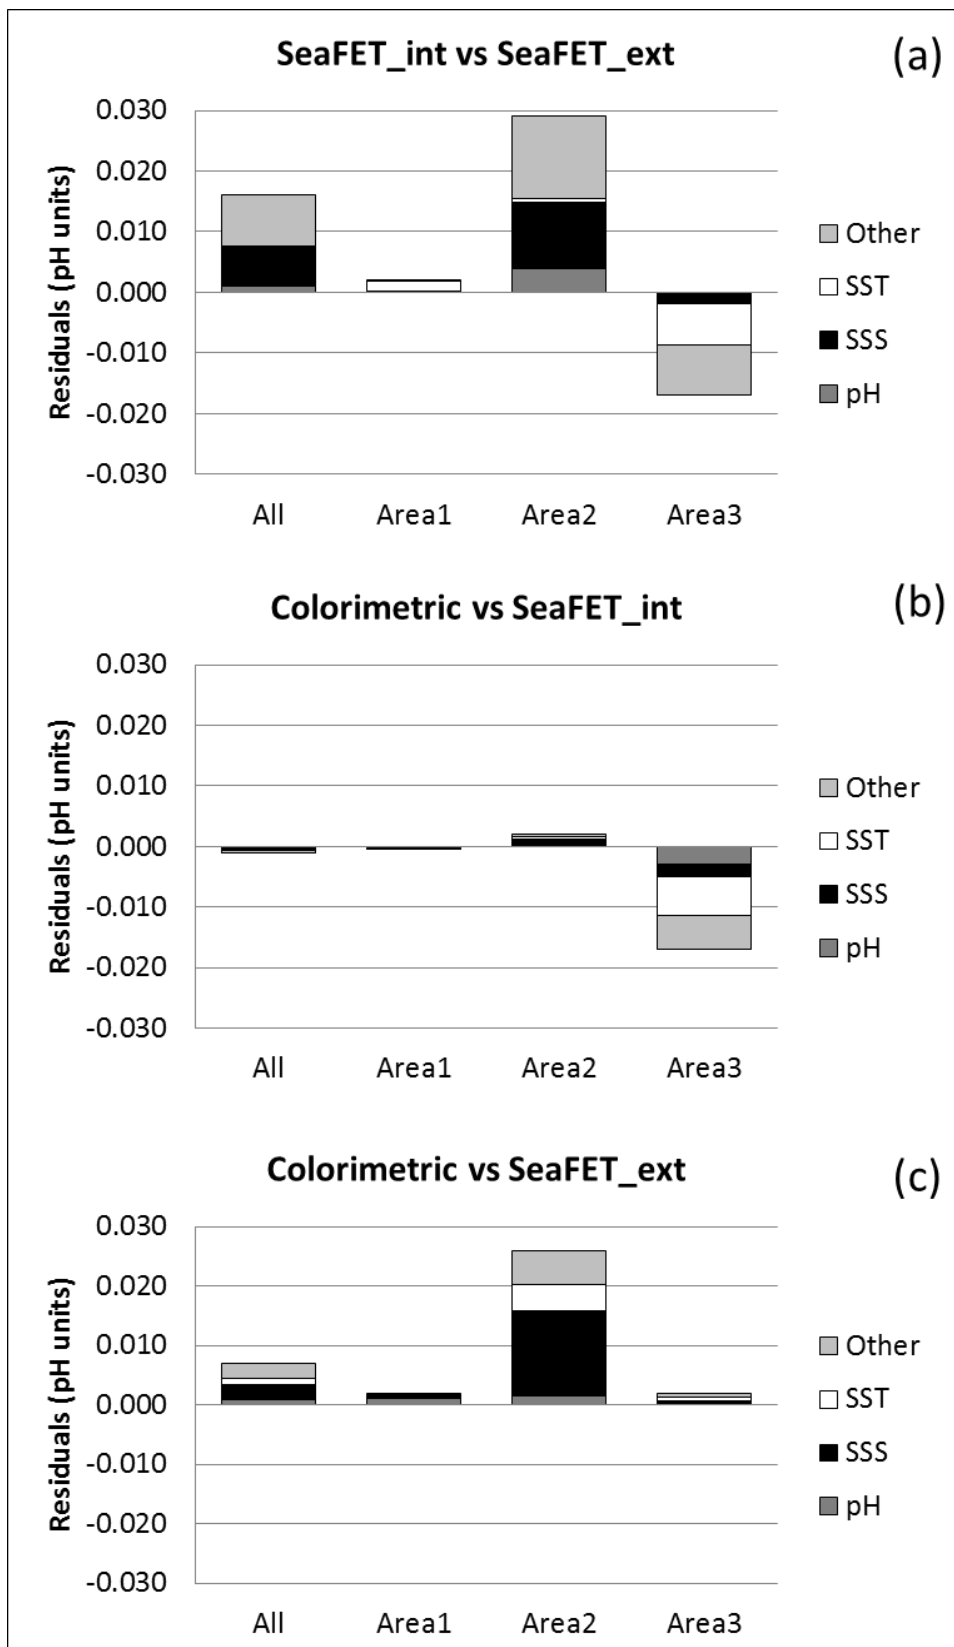 SeaFET_int vs SeaFET_ext
(a)
Residuals (pH units)
0.030
0.020
0.010
0.000
-0.010
-0.020
-0.030
All Area1 Area2 Area3
Other
SST
SSS
pH
Colorimetric vs SeaFET_int
(b)
Residuals (pH units)
0.030
0.020
0.010
0.000
-0.010
-0.020
-0.030
All Area1 Area2 Area3
Other
SST
SSS
pH
Colorimetric vs SeaFET_ext
(c)
Residuals (pH units)
0.030
0.020
0.010
0.000
-0.010
-0.020
-0.030
All Area1 Area2 Area3
Other
SST
SSS
pH